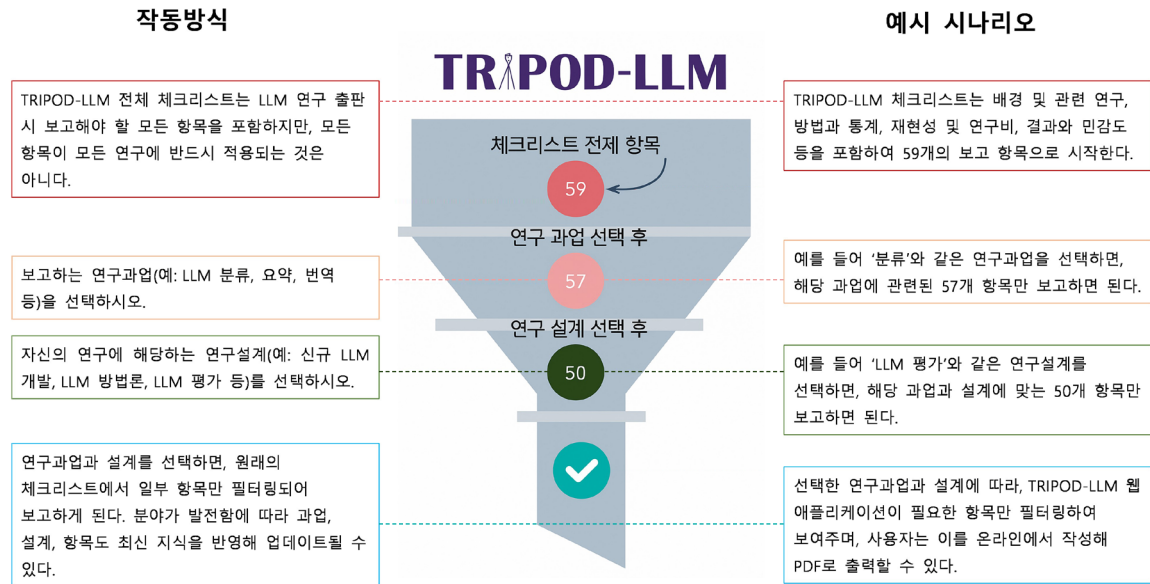 작동방식
예시 시나리오
TRIPOD-LLM
TRIPOD-LLM 전체 체크리스트는 LLM 연구 출판
시 보고해야 할 모든 항목을 포함하지만, 모든
항목이 모든 연구에 반드시 적용되는 것은
아니다.
체크리스트 전제 항목
59
TRIPOD-LLM 체크리스트는 배경 및 관련 연구,
방법과 통계, 재현성 및 연구비, 결과와 민감도
등을 포함하여 59개의 보고 항목으로 시작한다.
보고하는 연구과업(예: LLM 분류, 요약, 번역
등)을 선택하시오.
연구 과업 선택 후
57
예를 들어 ‘분류’와 같은 연구과업을 선택하면,
해당 과업에 관련된 57개 항목만 보고하면 된다.
자신의 연구에 해당하는 연구설계(예: 신규 LLM
개발, LLM 방법론, LLM 평가 등)를 선택하시오.
연구 설계 선택 후
50
예를 들어 ‘LLM 평가’와 같은 연구설계를
선택하면, 해당 과업과 설계에 맞는 50개 항목만
보고하면 된다.
연구과업과 설계를 선택하면, 원래의
체크리스트에서 일부 항목만 필터링되어
보고하게 된다. 분야가 발전함에 따라 과업,
설계, 항목도 최신 지식을 반영해 업데이트될 수
있다.
선택한 연구과업과 설계에 따라, TRIPOD-LLM 웹
애플리케이션이 필요한 항목만 필터링하여
보여주며, 사용자는 이를 온라인에서 작성해
PDF로 출력할 수 있다.